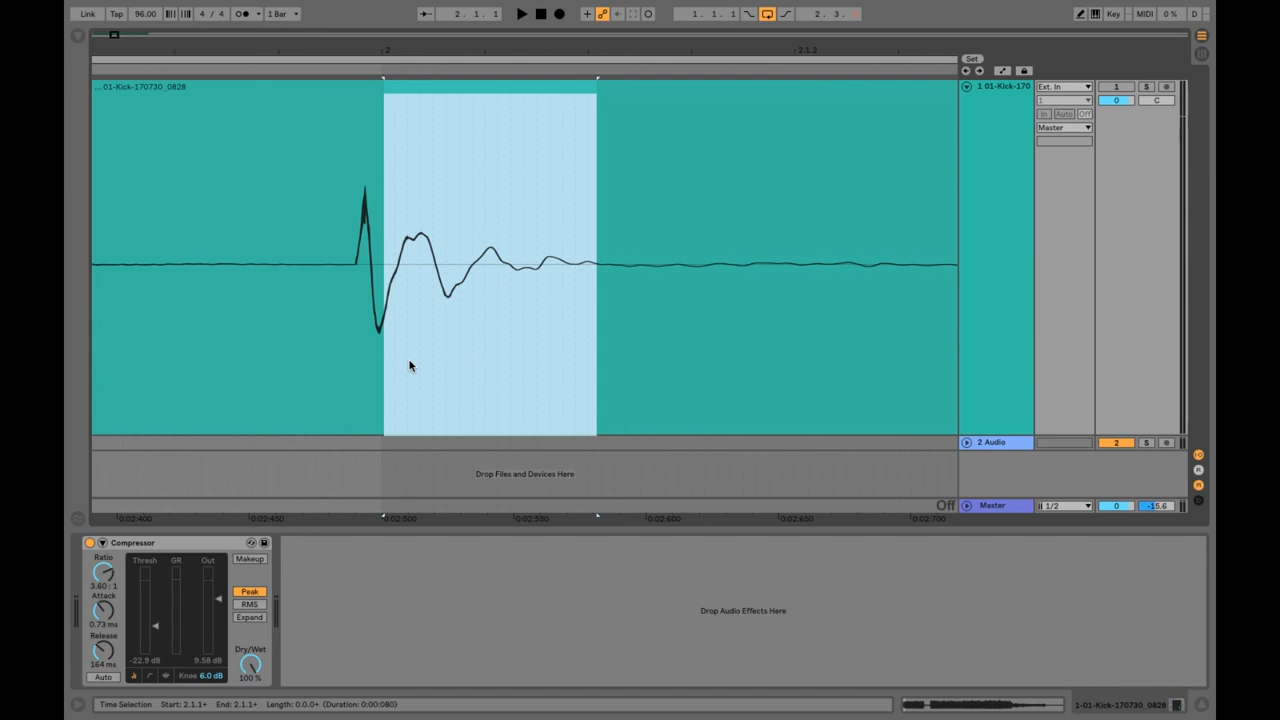 Link Tap 96.00 4 / 4 1 Bar 2. 1. 1 1. 1. 1 2. 3. Key MIDI 0 % D
2 2.1.2
Set
... 01-Kick-170730_0828 1 01-Kick-170 Ext. In 1 S
1 0 C
In Auto Off
Master
2 Audio 2 S
Drop Files and Devices Here
Off Master 1/2 0 -15.6
0:02:400 0:02:450 0:02:500 0:02:550 0:02:600 0:02:650 0:02:700
Compressor
Ratio Thresh GR Out Makeup
3.60 : 1
Attack Peak
RMS
0.73 ms Expand
Release
Dry/Wet
164 ms -22.9 dB 9.58 dB
Auto Knee 6.0 dB 100 %
Drop Audio Effects Here
Time Selection Start: 2.1.1+ End: 2.1.1+ Length: 0.0.0+ (Duration: 0:00:080) 1-01-Kick-170730_0828